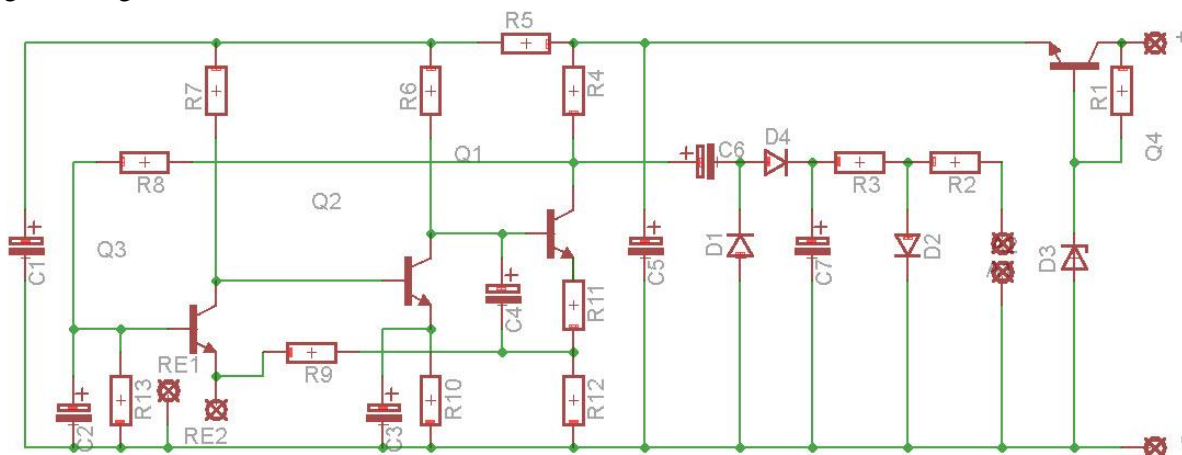 R5
+
R7
R6
R4
R1
Q1
+
C6
D4
Q4
R8
R3
R2
Q2
+
C1
Q3
+
C5
D1
+
C7
D2
D3
+
C4
R11
RE1
R9
+
C2
R13
RE2
+
C3
R10
R12